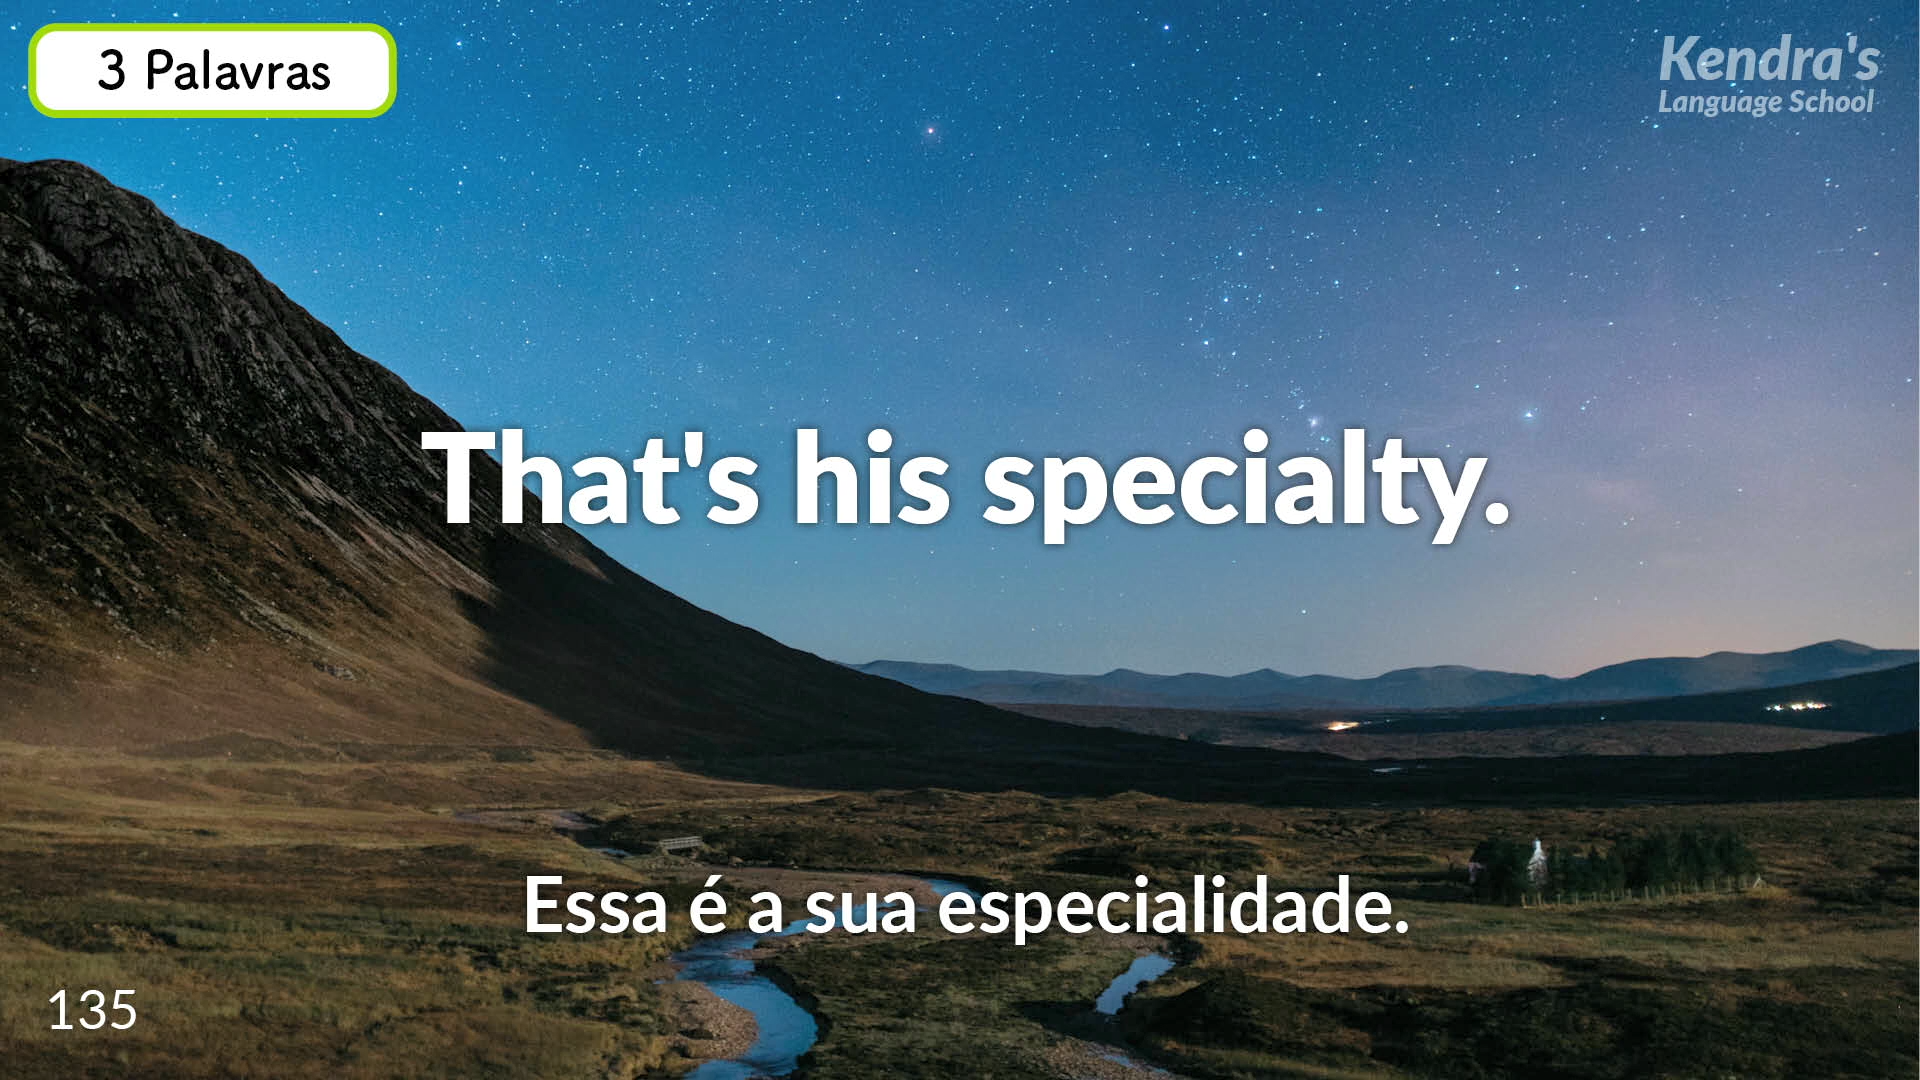 3 Palavras
Kendra's
Language School
That's his specialty.
Essa é a sua especialidade.
135